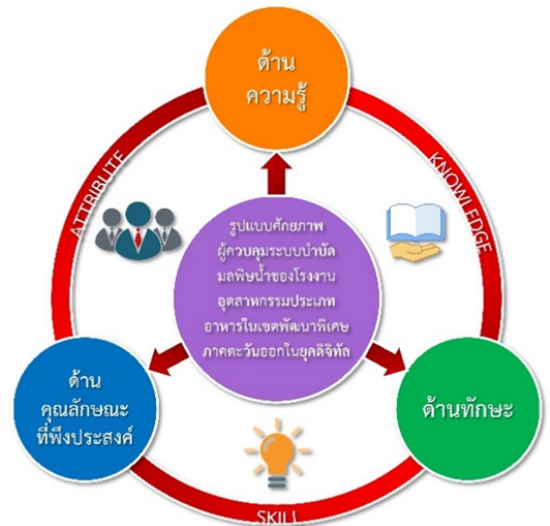 ด้าน
ความรู้
ATTRIBUTE
KNOWLEDGE
รูปแบบศักยภาพ
ผู้ควบคุมระบบบำบัด
มลพิษน้ำของโรงงาน
อุตสาหกรรมประเภท
อาหารในเขตพัฒนาพิเศษ
ภาคตะวันออกในยุคดิจิทัล
ด้าน
คุณลักษณะ
ที่พึงประสงค์
ด้านทักษะ
SKILL